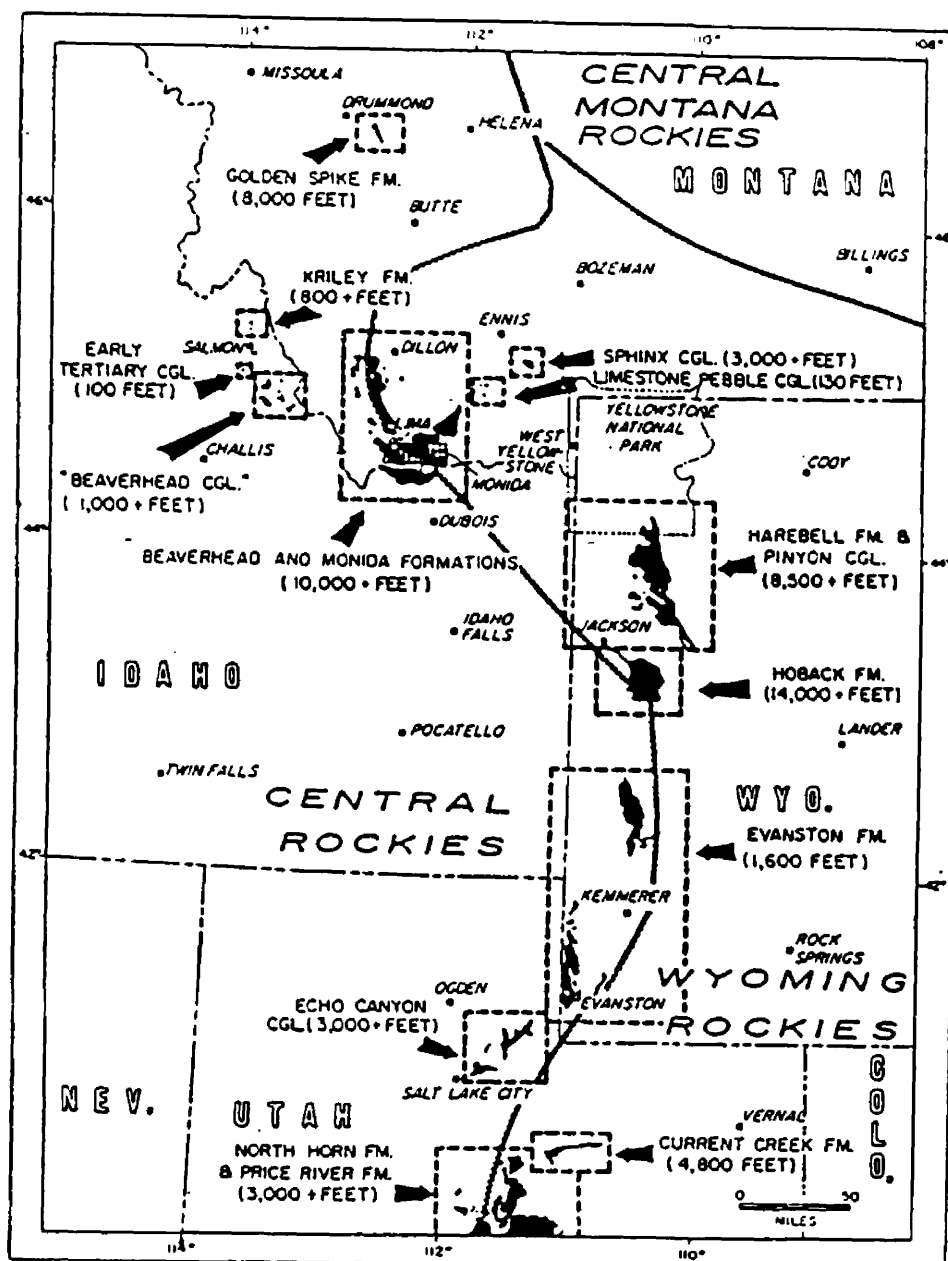 114°
112°
110°
108°
MISSOULA
CENTRAL
MONTANA
ROCKIES
DRUMMOND
HELENA
GOLDEN SPIKE FM.
(8,000 FEET)
MONTANA
46°
BUTTE
BILLINGS
BOZEMAN
KRILEY FM.
(800 + FEET)
ENNIS
SALMON
DILLON
EARLY
TERTIARY CGL.
(100 FEET)
SPHINX CGL. (3,000 + FEET)
LIMESTONE PEBBLE CGL. (130 FEET)
LIMA
YELLOWSTONE
NATIONAL
PARK
CHALLIS
WEST
YELLOW-
STONE
CODY
MONIDA
"BEAVERHEAD CGL."
(1,000 + FEET)
DUBOIS
44°
BEAVERHEAD AND MONIDA FORMATIONS
(10,000 + FEET)
HAREBELL FM. &
PINYON CGL.
(8,500 + FEET)
IDAHO
FALLS
JACKSON
IDAHO
HOBACK FM.
(14,000 + FEET)
POCATELLO
LANDER
TWIN FALLS
CENTRAL
ROCKIES
WYO.
EVANSTON FM.
(1,600 FEET)
42°
KEMMERER
ROCK
SPRINGS
WYOMING
ROCKIES
OGDEN
EVANSTON
ECHO CANYON
CGL. (3,000 + FEET)
SALT LAKE CITY
NEV.
UTAH
COLO.
VERNAL
NORTH HORN FM.
& PRICE RIVER FM.
(3,000 + FEET)
CURRENT CREEK FM.
(4,800 FEET)
0 50
MILES
114°
112°
110°